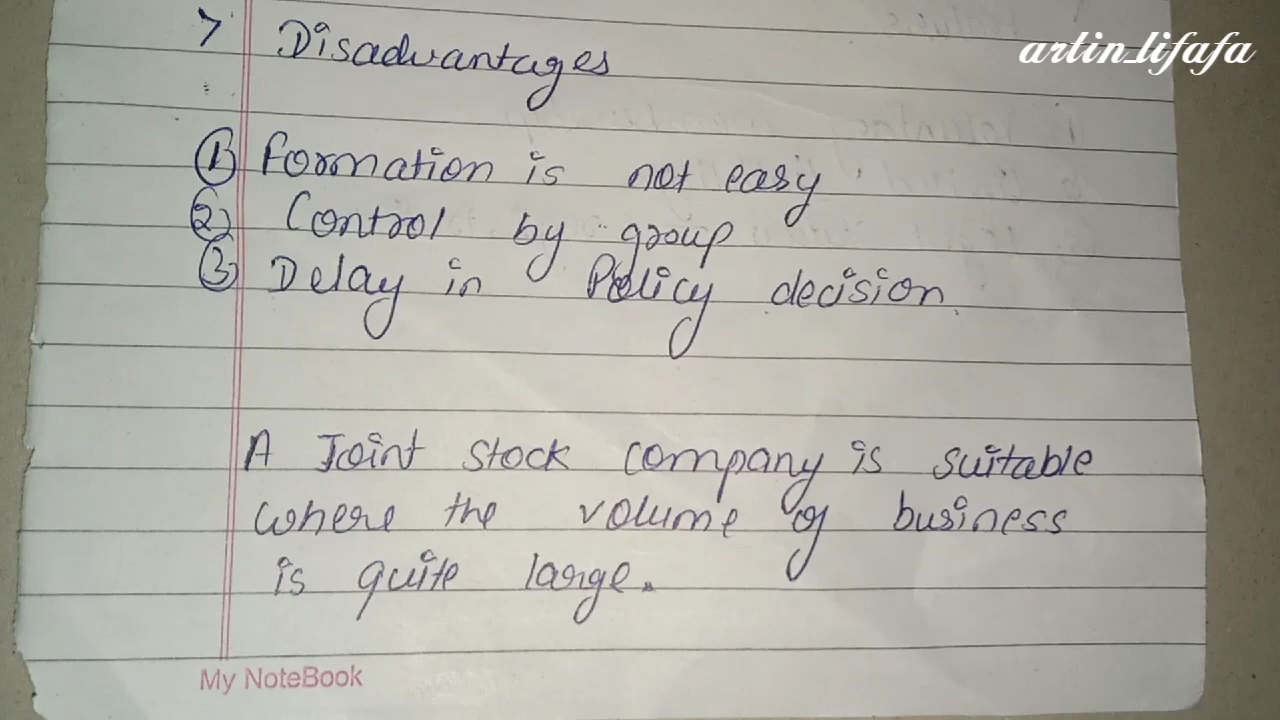 > Disadvantages
artin_lifafa
① Formation is not easy
② Control by group
③ Delay in Policy decision
A Joint stock company is suitable
where the volume of business
is quite large.
My NoteBook